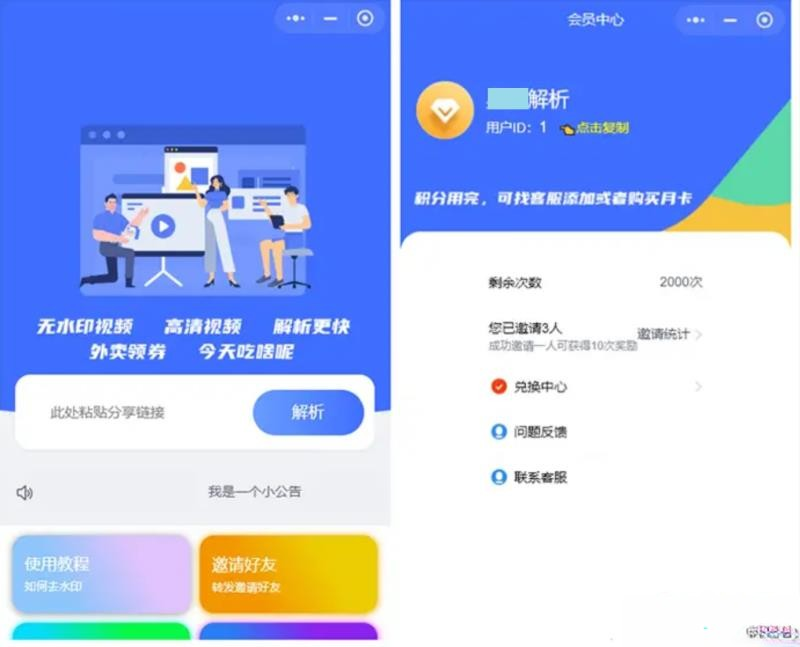 无水印视频 高清视频 解析更快
外卖领券 今天吃啥呢
此处粘贴分享链接
解析
我是一个小公告
使用教程
如何去水印
邀请好友
转发邀请好友
会员中心
解析
用户ID：1 👈点击复制
积分用完，可找客服添加或者购买月卡
剩余次数
2000次
您已邀请3人
成功邀请一人可获得10次奖励
邀请统计
兑换中心
问题反馈
联系客服